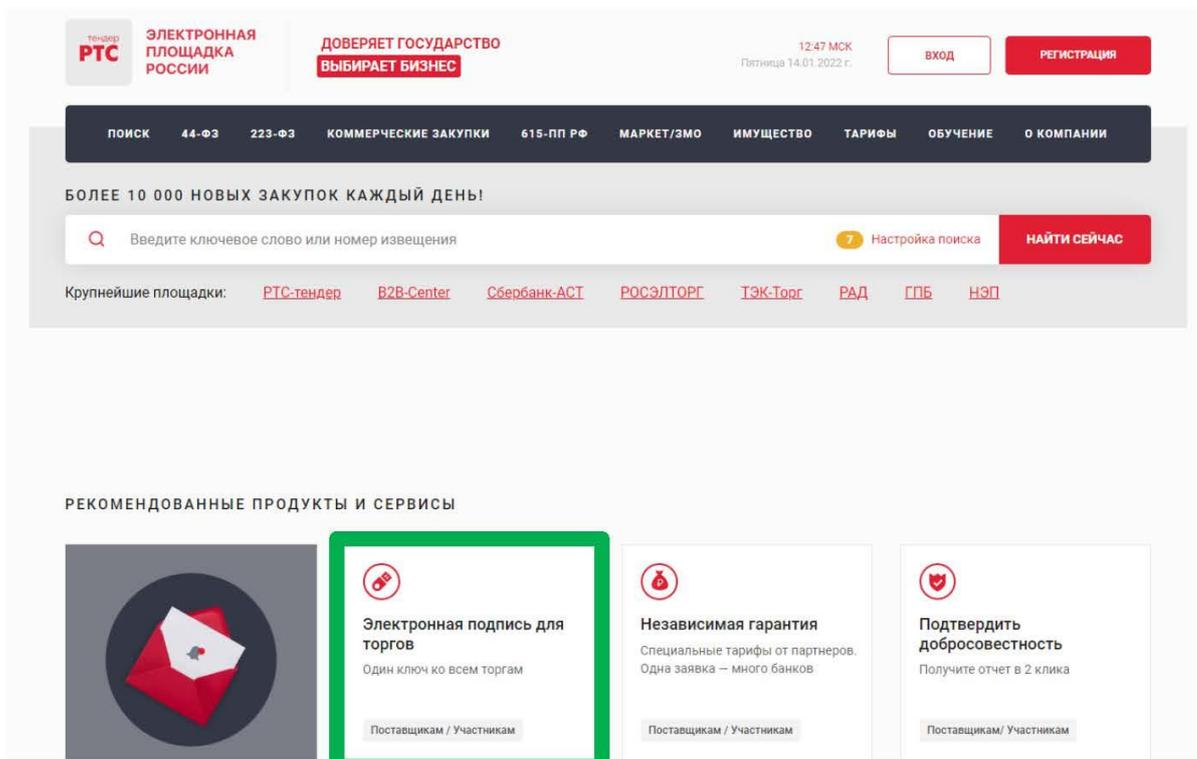 тендер
РТС
ЭЛЕКТРОННАЯ
ПЛОЩАДКА
РОССИИ
ДОВЕРЯЕТ ГОСУДАРСТВО
ВЫБИРАЕТ БИЗНЕС
12:47 МСК
Пятница 14.01.2022 г.
ВХОД
РЕГИСТРАЦИЯ
ПОИСК 44-ФЗ 223-ФЗ КОММЕРЧЕСКИЕ ЗАКУПКИ 615-ПП РФ МАРКЕТ/ЗМО ИМУЩЕСТВО ТАРИФЫ ОБУЧЕНИЕ О КОМПАНИИ
БОЛЕЕ 10 000 НОВЫХ ЗАКУПОК КАЖДЫЙ ДЕНЬ!
Введите ключевое слово или номер извещения 7 Настройка поиска НАЙТИ СЕЙЧАС
Крупнейшие площадки: РТС-тендер B2B-Center Сбербанк-АСТ РОСЭЛТОРГ ТЭК-Торг РАД ГПБ НЭП
РЕКОМЕНДОВАННЫЕ ПРОДУКТЫ И СЕРВИСЫ
Электронная подпись для
торгов
Один ключ ко всем торгам
Поставщикам / Участникам
Независимая гарантия
Специальные тарифы от партнеров.
Одна заявка — много банков
Поставщикам / Участникам
Подтвердить
добросовестность
Получите отчет в 2 клика
Поставщикам/ Участникам